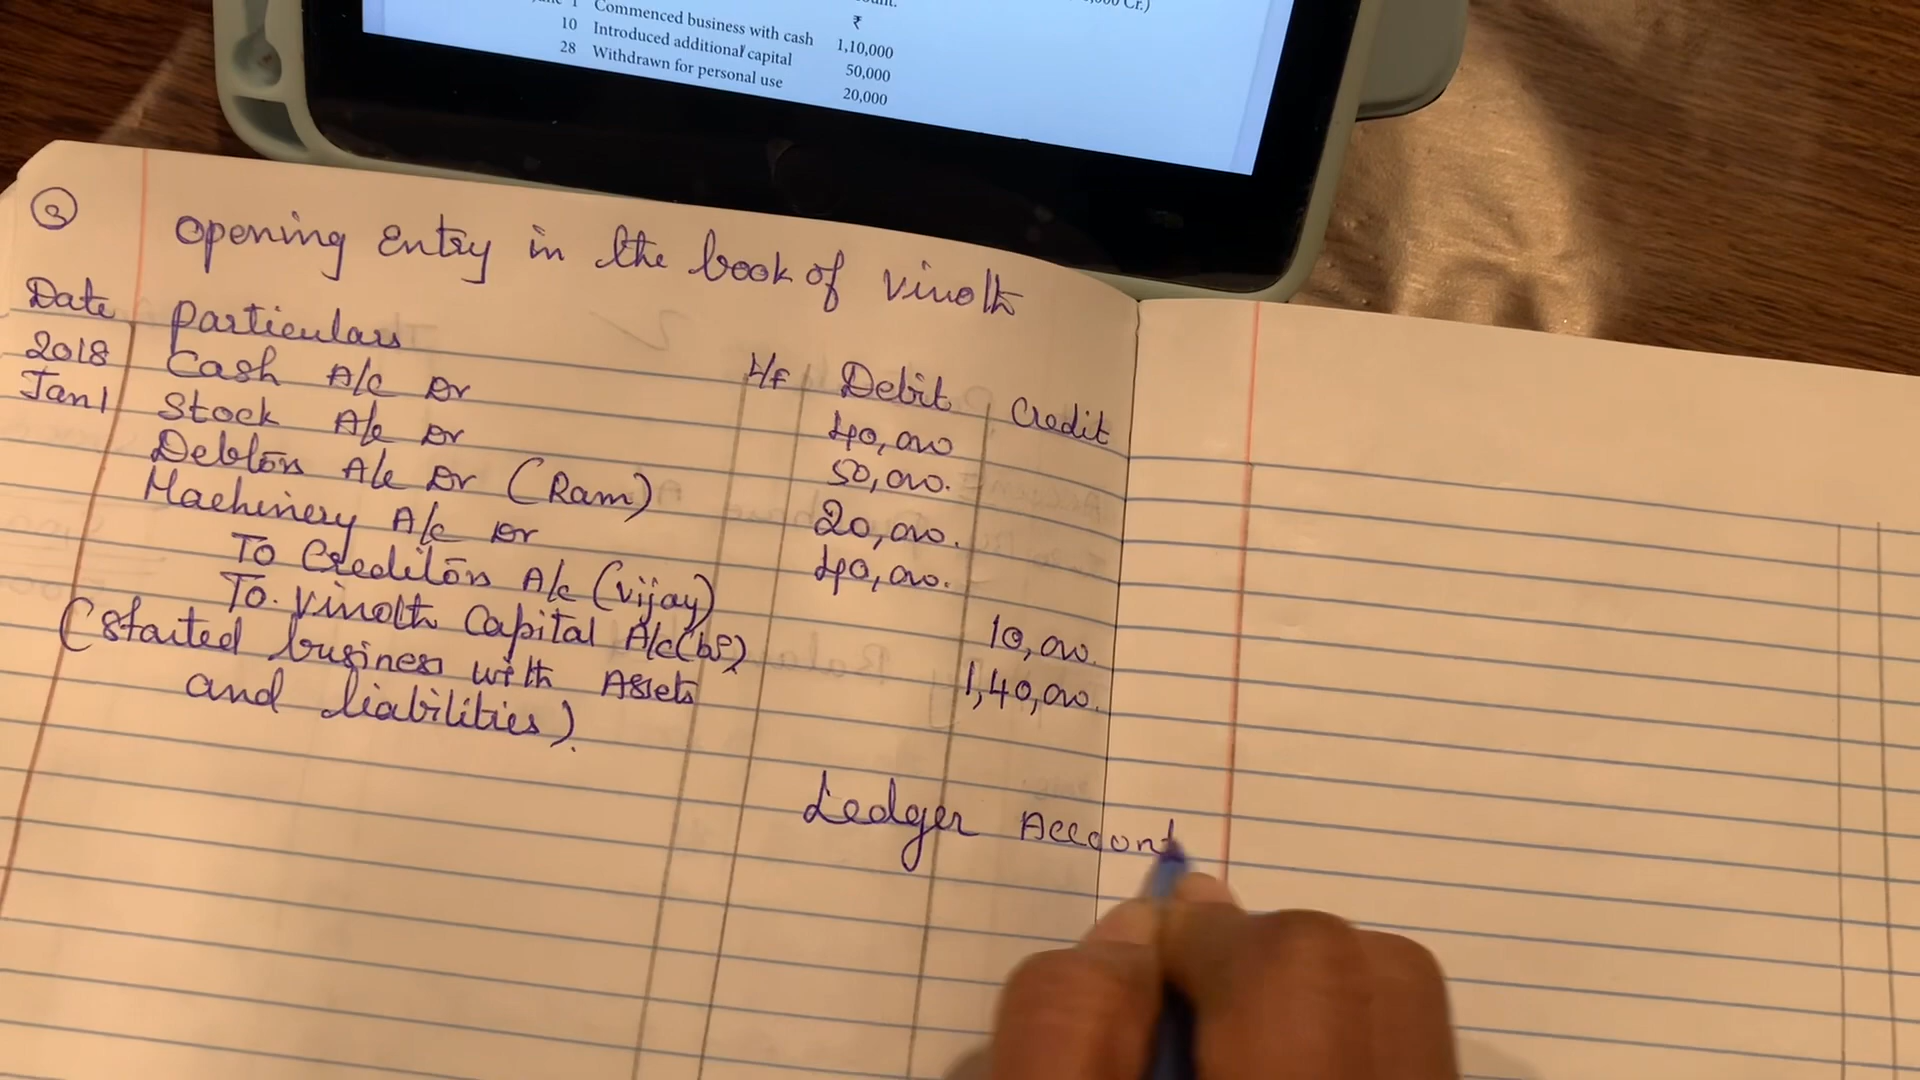 1 Commenced business with cash 1,10,000
10 Introduced additional capital 50,000
28 Withdrawn for personal use 20,000
₹
3
Opening Entry in the book of Vinoth
Date Particulars L/F Debit Credit
2018 Cash A/c Dr 40,000
Jan 1 Stock A/c Dr 50,000.
Debtors A/c Dr (Ram) 20,000.
Machinery A/c Dr 40,000.
To Creditors A/c (Vijay) 10,000.
To. Vinoth Capital A/c (bf) 1,40,000.
(Started business with Assets
and liabilities).
Ledger Accont